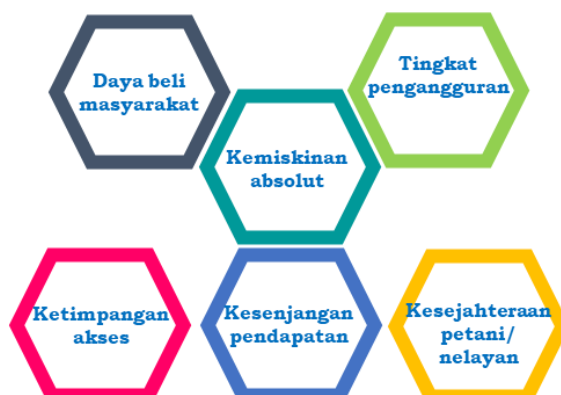 Daya beli
masyarakat
Tingkat
pengangguran
Kemiskinan
absolut
Ketimpangan
akses
Kesenjangan
pendapatan
Kesejahteraan
petani/
nelayan